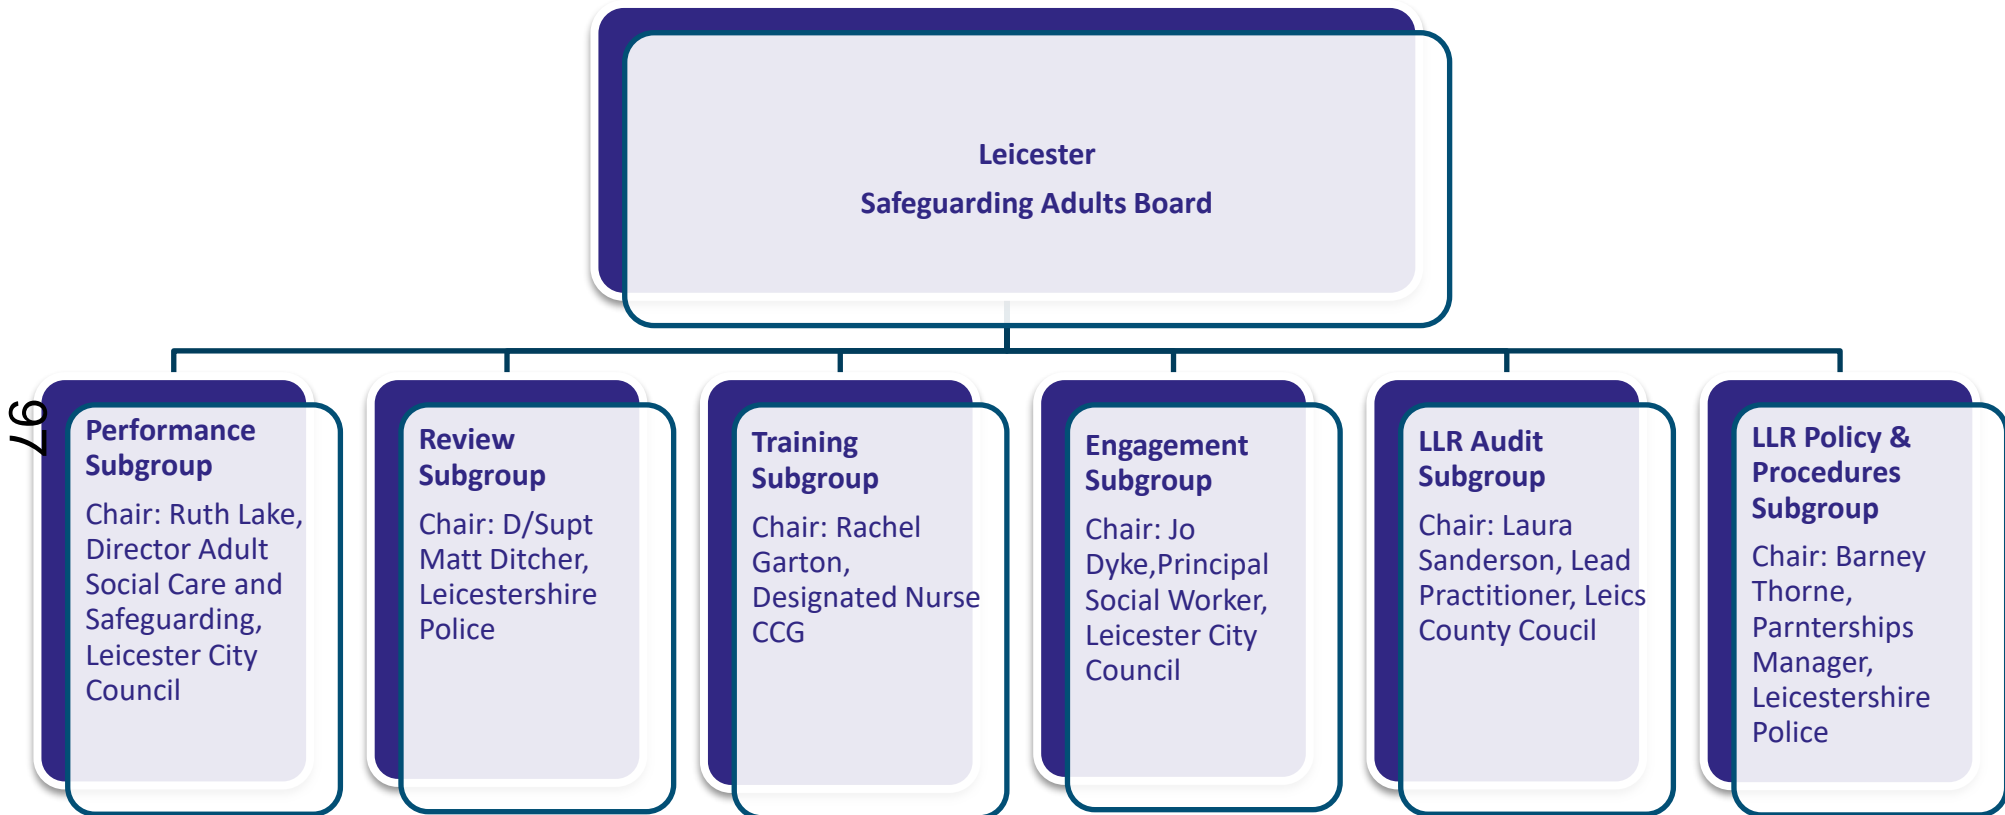 Leicester
Safeguarding Adults Board
97
Performance
Subgroup
Chair: Ruth Lake,
Director Adult
Social Care and
Safeguarding,
Leicester City
Council
Review
Subgroup
Chair: D/Supt
Matt Ditcher,
Leicestershire
Police
Training
Subgroup
Chair: Rachel
Garton,
Designated Nurse
CCG
Engagement
Subgroup
Chair: Jo
Dyke,Principal
Social Worker,
Leicester City
Council
LLR Audit
Subgroup
Chair: Laura
Sanderson, Lead
Practitioner, Leics
County Coucil
LLR Policy &
Procedures
Subgroup
Chair: Barney
Thorne,
Parnterships
Manager,
Leicestershire
Police